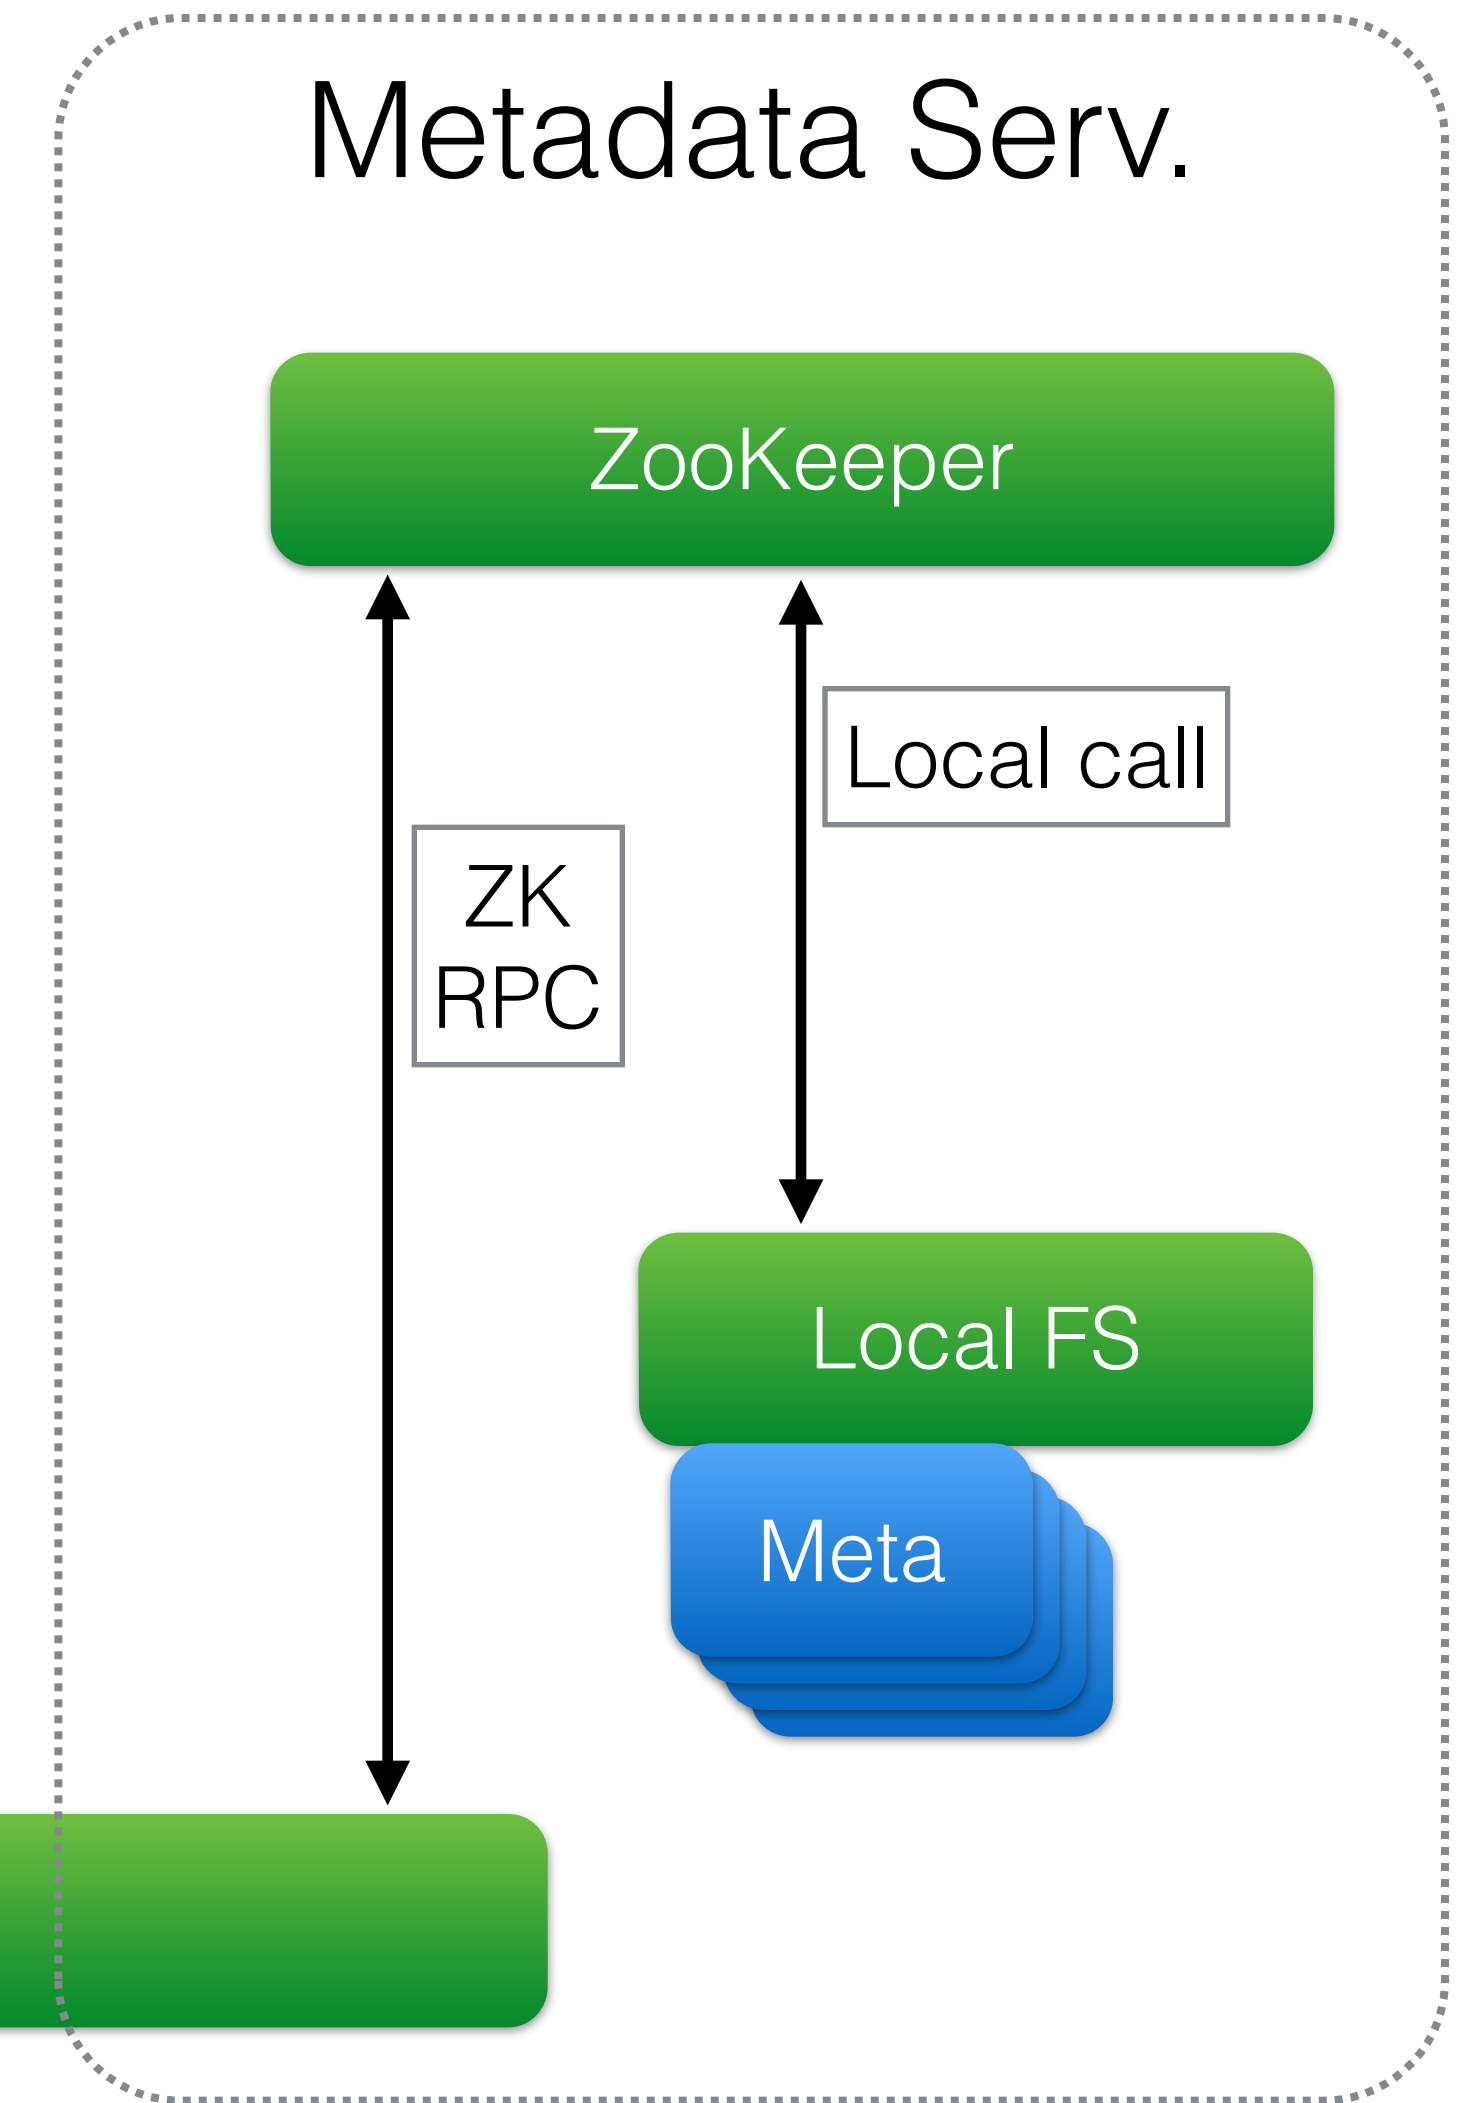 Metadata Serv.
ZooKeeper
Local call
ZK
RPC
Local FS
Meta